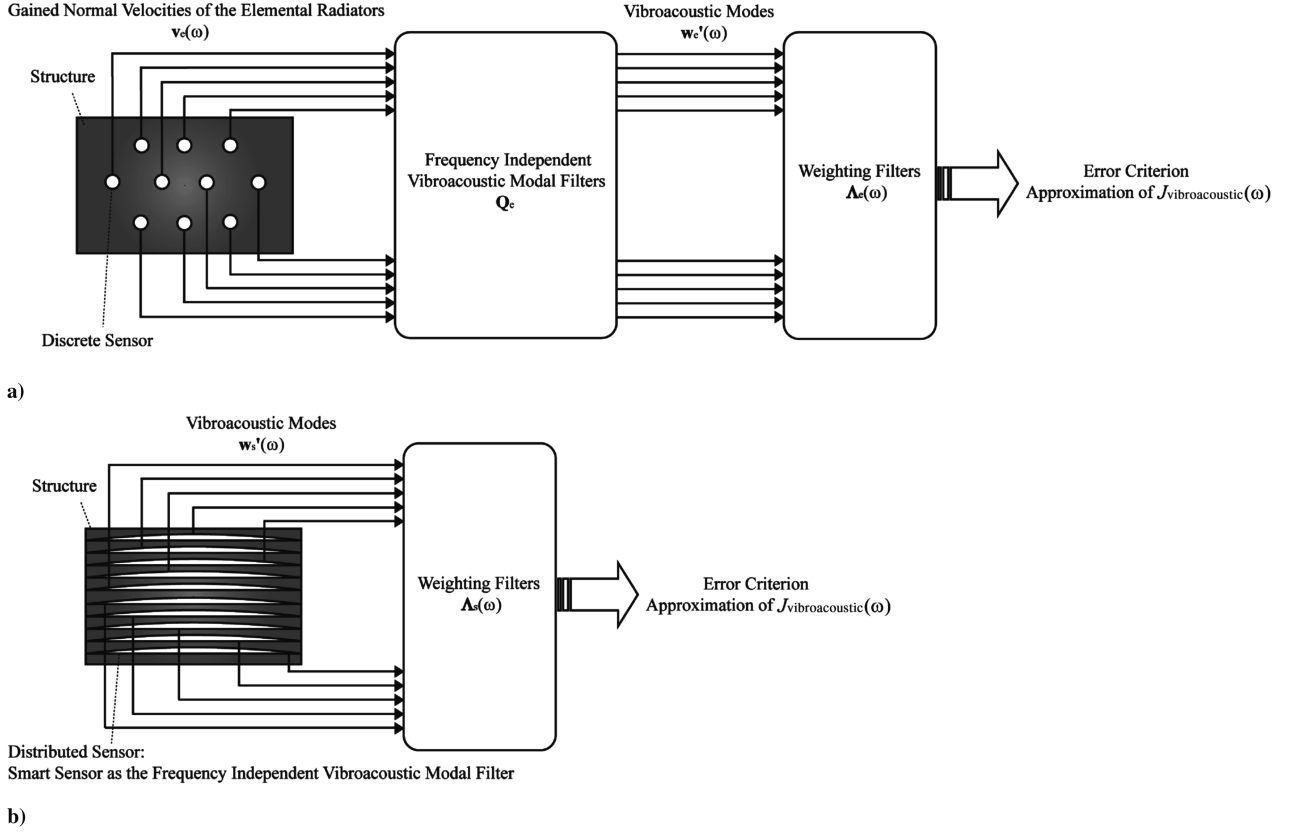 Gained Normal Velocities of the Elemental Radiators
vₑ(ω)
Vibroacoustic Modes
wₑ'(ω)
Structure
Frequency Independent
Vibroacoustic Modal Filters
Qₑ
Weighting Filters
Λₑ(ω)
Error Criterion
Approximation of Jvibroacoustic(ω)
Discrete Sensor
a)
Vibroacoustic Modes
wₛ'(ω)
Structure
Weighting Filters
Λₛ(ω)
Error Criterion
Approximation of Jvibroacoustic(ω)
Distributed Sensor:
Smart Sensor as the Frequency Independent Vibroacoustic Modal Filter
b)